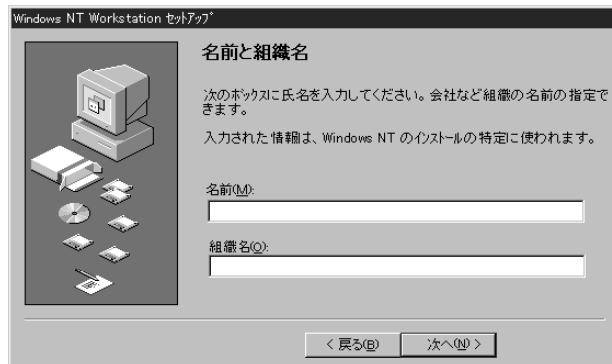 Windows NT Workstation ｾｯﾄｱｯﾌﾟ
名前と組織名
次のﾎﾞｯｸｽに氏名を入力してください。会社など組織の名前の指定で
きます。
入力された情報は、Windows NT のｲﾝｽﾄｰﾙの特定に使われます。
名前(M):
組織名(O):
< 戻る(B)
次へ(N) >